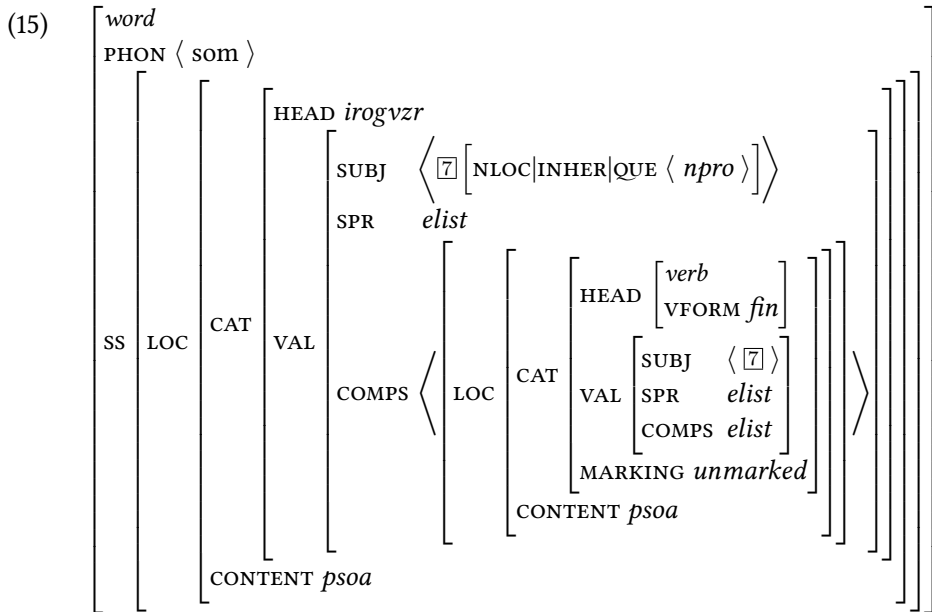 (15)
word
PHON ⟨ som ⟩
HEAD irogvzr
SUBJ ⟨ 7 [NLOC|INHER|QUE ⟨ npro ⟩] ⟩
SPR elist
verb
HEAD
VFORM fin
SS LOC CAT VAL
SUBJ ⟨ 7 ⟩
COMPS LOC CAT VAL SPR elist
COMPS elist
MARKING unmarked
CONTENT psoa
CONTENT psoa